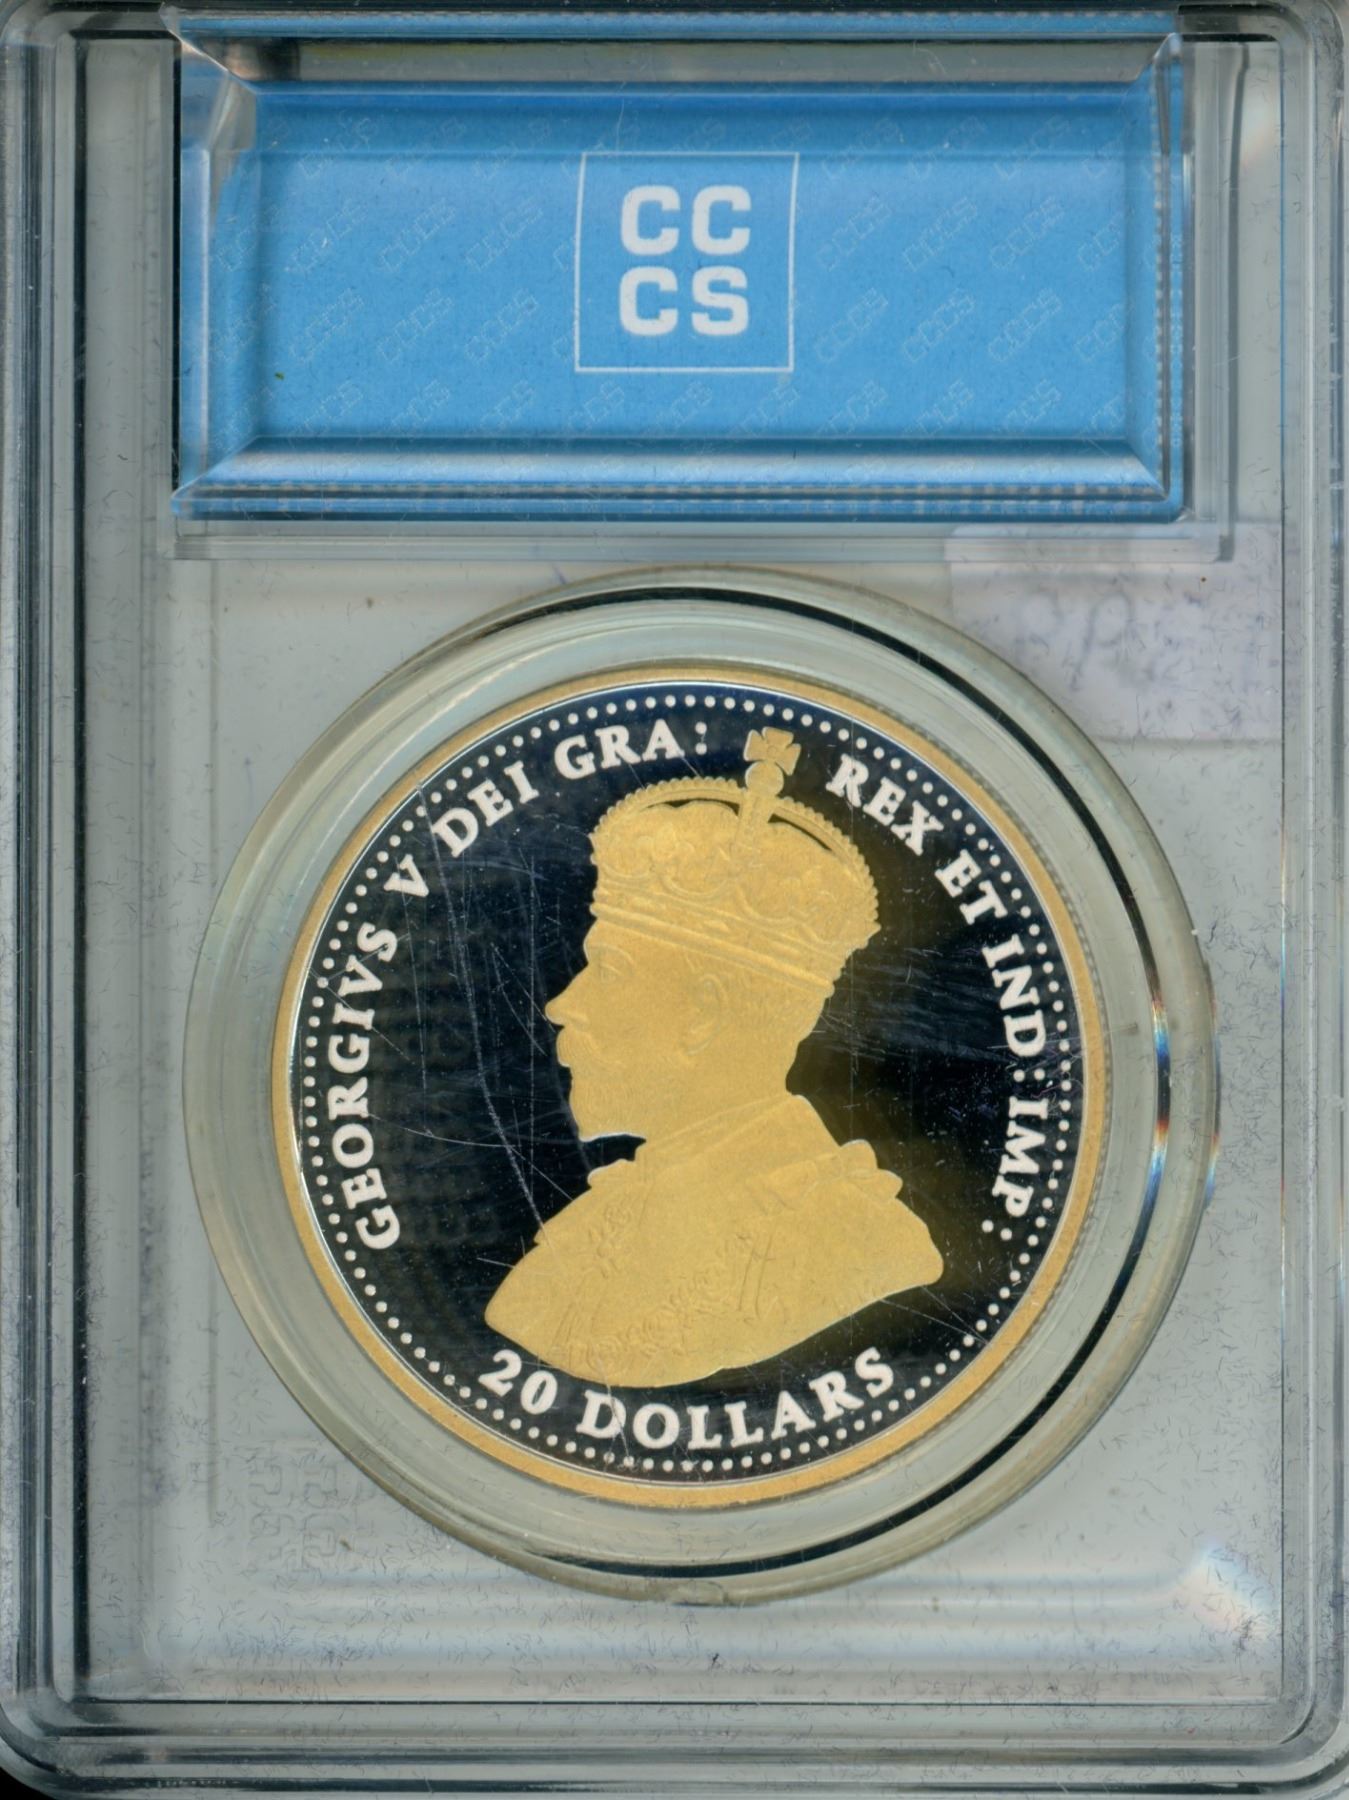 CC
CS
GEORGIVS V DEI GRA: REX ET IND: IMP.
20 DOLLARS